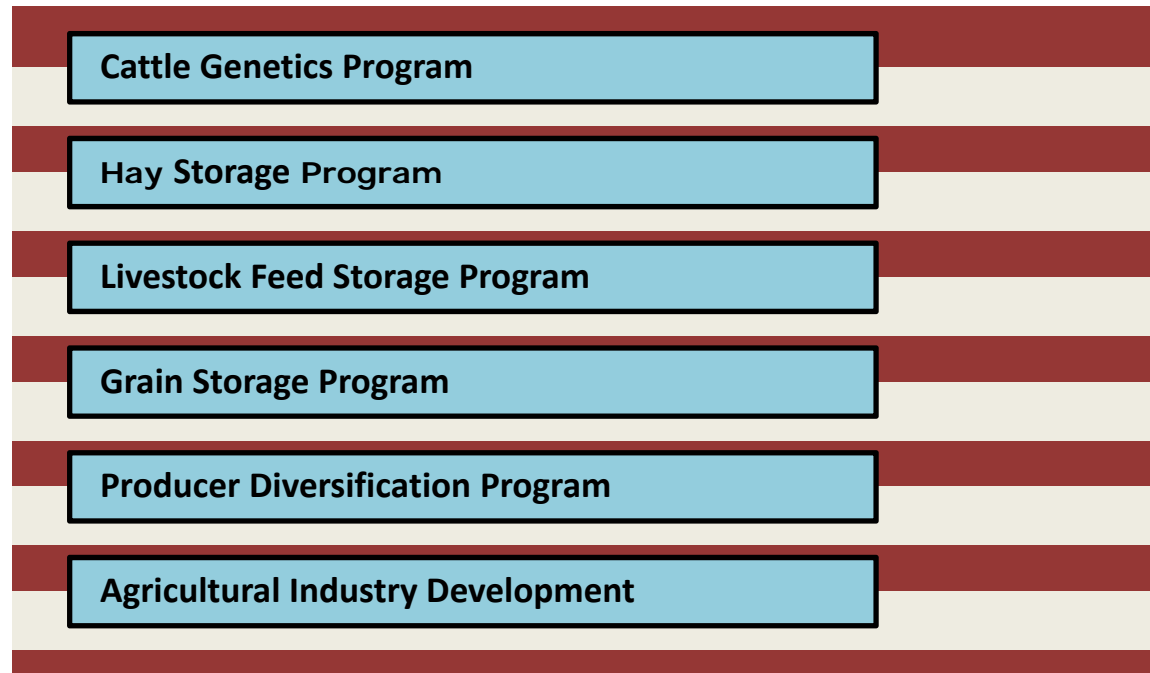 Cattle Genetics Program
Hay Storage Program
Livestock Feed Storage Program
Grain Storage Program
Producer Diversification Program
Agricultural Industry Development